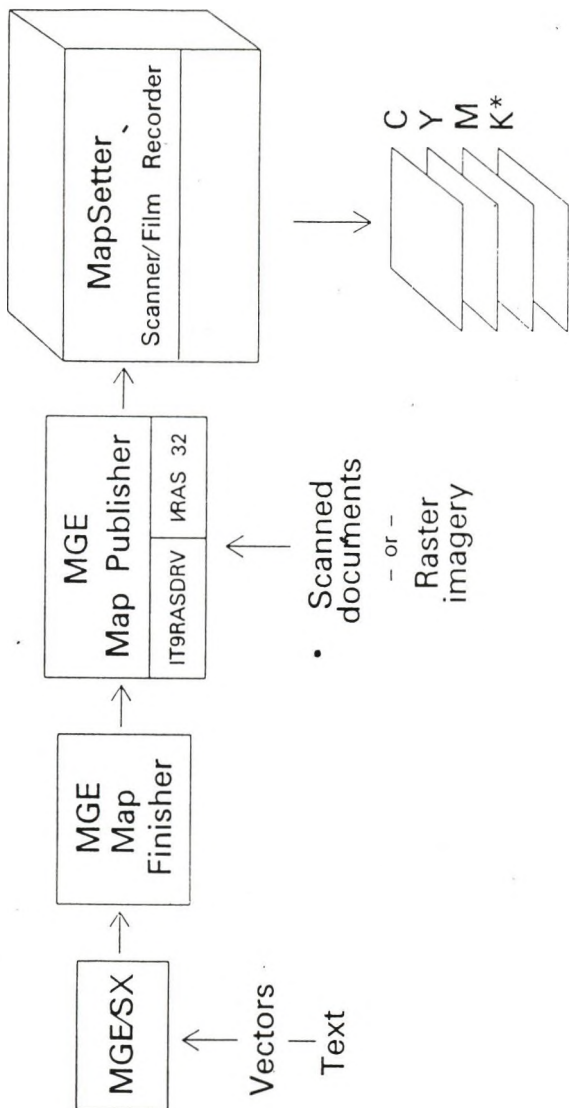 MGE/SX
Vectors
Text
MGE
Map
Finisher
MGE
Map Publisher
IT9RASDRV
I/RAS 32
• Scanned
documents
- or -
Raster
imagery
MapSetter
Scanner/Film Recorder
C
Y
M
K*